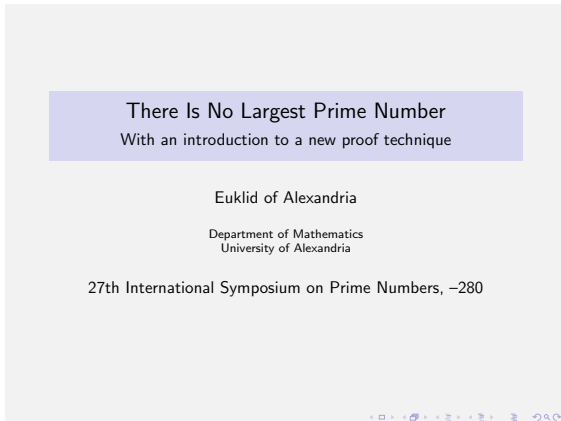 There Is No Largest Prime Number
With an introduction to a new proof technique
Euklid of Alexandria
Department of Mathematics
University of Alexandria
27th International Symposium on Prime Numbers, –280